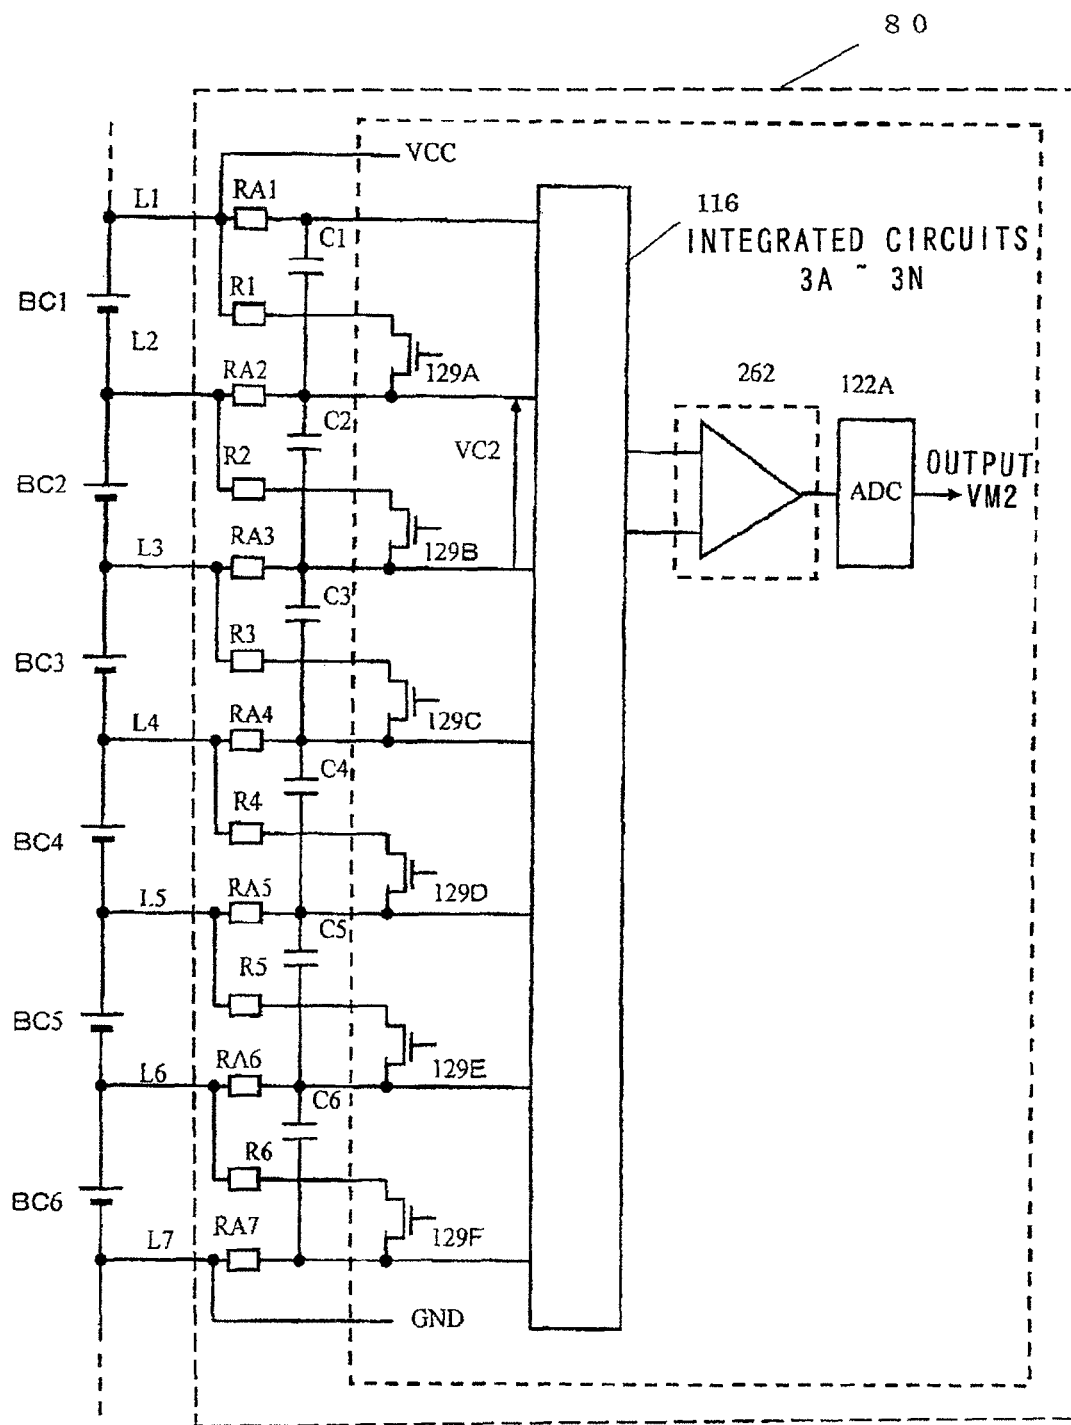 80
VCC
L1
RA1
C1
116
INTEGRATED CIRCUITS
3A ~ 3N
R1
BC1
L2
129A
RA2
262
122A
C2
VC2
R2
OUTPUT
VM2
ADC
BC2
129B
L3
RA3
C3
R3
BC3
129C
L4
RA4
C4
R4
BC4
129D
L5
RA5
C5
R5
BC5
129E
L6
RA6
C6
R6
BC6
129F
L7
RA7
GND